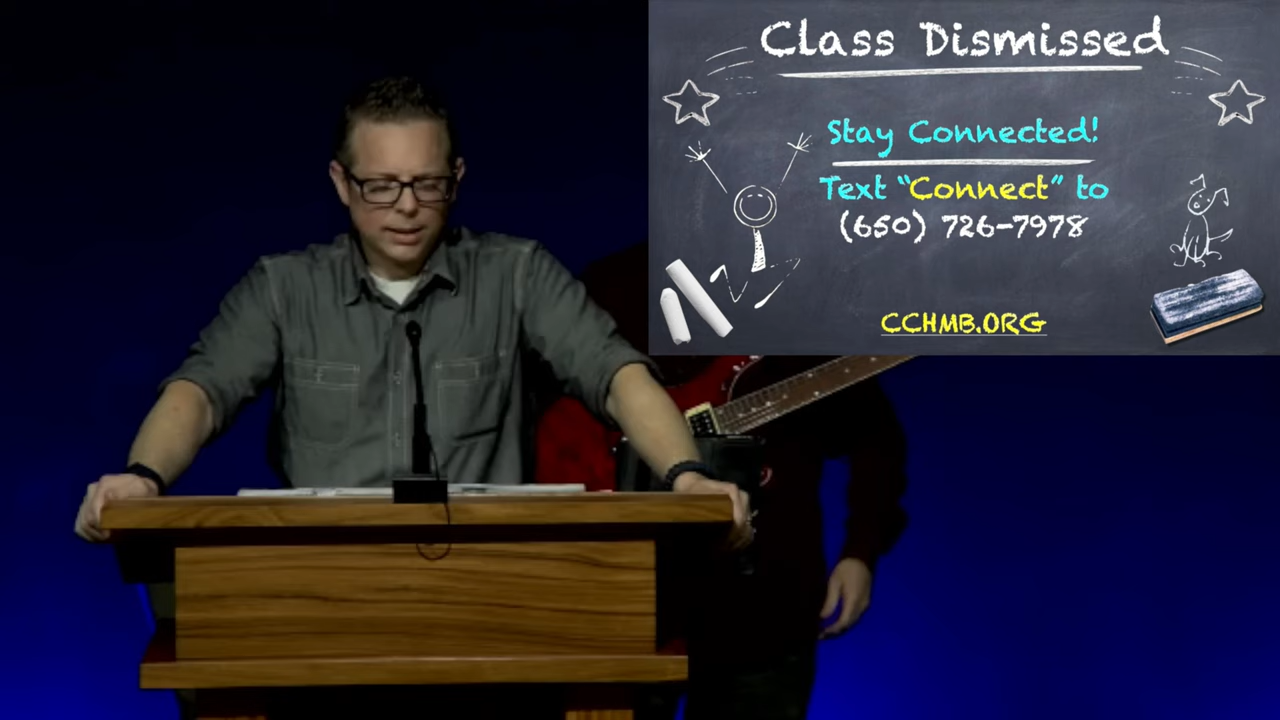 Class Dismissed
Stay Connected!
Text “Connect” to
(650) 726-7978
CCHMB.ORG